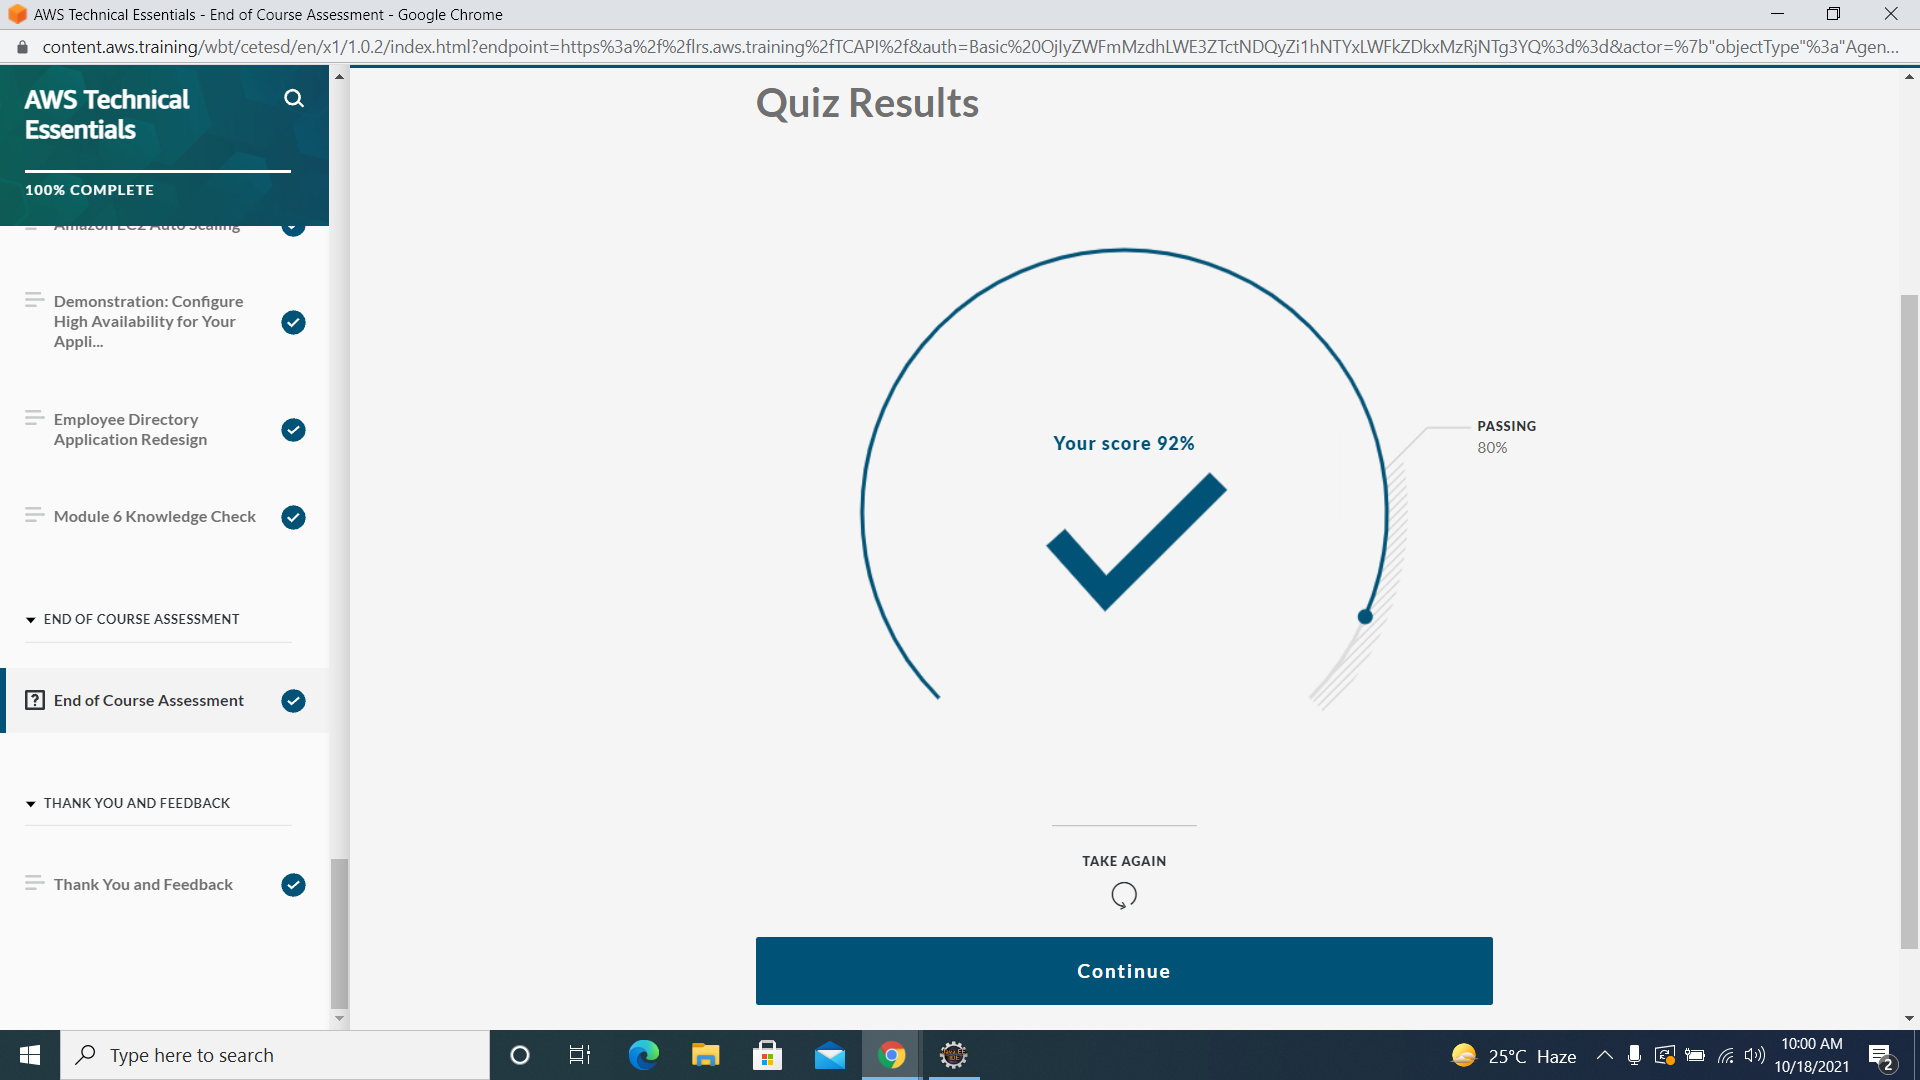 AWS Technical Essentials - End of Course Assessment - Google Chrome
content.aws.training/wbt/cetesd/en/x1/1.0.2/index.html?endpoint=https%3a%2f%2flrs.aws.training%2fTCAPI%2f&auth=Basic%20OjIyZWFmMzdhLWE3ZTctNDQyZi1hNTYxLWFkZDkxMzRjNTg3YQ%3d%3d&actor=%7b"objectType"%3a"Agen...
AWS Technical
Essentials
100% COMPLETE
Amazon EC2 Auto Scaling
Demonstration: Configure
High Availability for Your
Appli...
Employee Directory
Application Redesign
Module 6 Knowledge Check
END OF COURSE ASSESSMENT
End of Course Assessment
THANK YOU AND FEEDBACK
Thank You and Feedback
Quiz Results
Your score 92%
PASSING
80%
TAKE AGAIN
Continue
Type here to search
25°C Haze
10:00 AM
10/18/2021
2